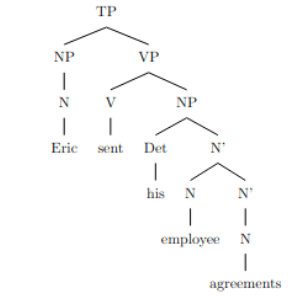 TP
NP VP
N V NP
Eric sent Det N'
his N N'
employee N
agreements